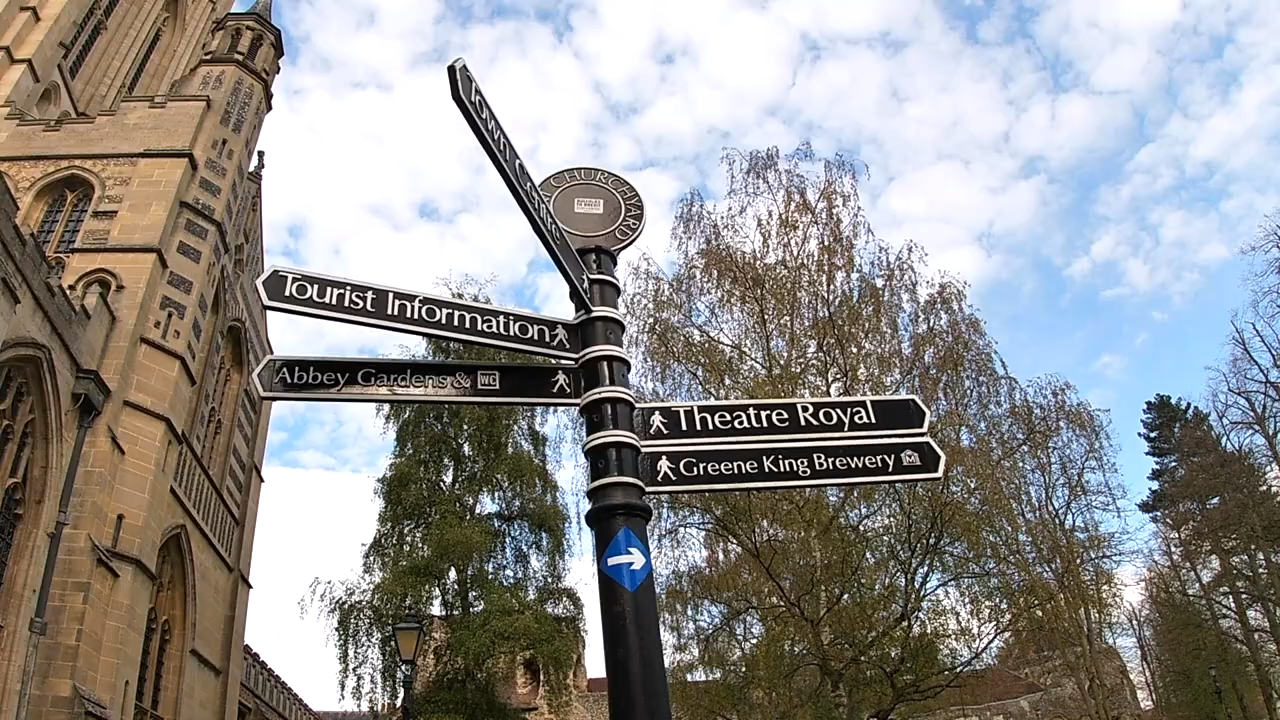 Town Centre
CHURCHYARD
Tourist Information
Abbey Gardens & WC
Theatre Royal
Greene King Brewery